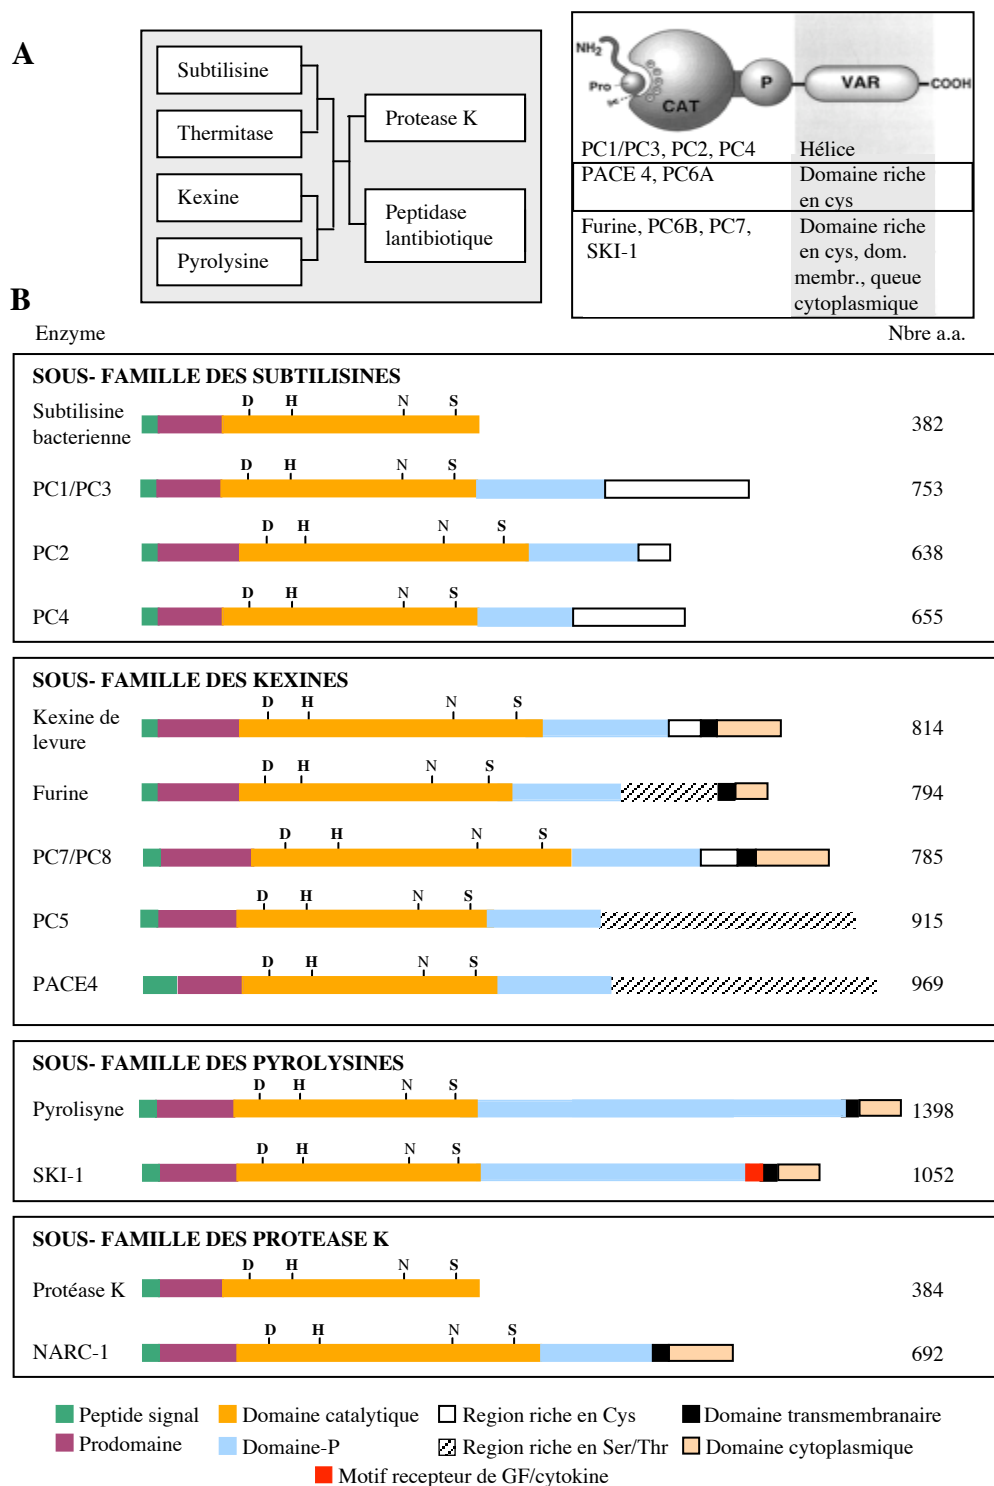 A
Subtilisine
Thermitase
Kexine
Pyrolysine
Protease K
Peptidase
lantibiotique
NH2
Pro
CAT
P
VAR
COOH
PC1/PC3, PC2, PC4
Hélice
PACE 4, PC6A
Domaine riche
en cys
Furine, PC6B, PC7,
SKI-1
Domaine riche
en cys, dom.
membr., queue
cytoplasmique
B
Enzyme
Nbre a.a.
SOUS- FAMILLE DES SUBTILISINES
D H N S
Subtilisine
bacterienne
382
D H N S
PC1/PC3
753
D H N S
PC2
638
D H N S
PC4
655
SOUS- FAMILLE DES KEXINES
D H N S
Kexine de
levure
814
D H N S
Furine
794
D H N S
PC7/PC8
785
D H N S
PC5
915
D H N S
PACE4
969
SOUS- FAMILLE DES PYROLYSINES
D H N S
Pyrolisyne
1398
D H N S
SKI-1
1052
SOUS- FAMILLE DES PROTEASE K
D H N S
Protéase K
384
D H N S
NARC-1
692
Peptide signal
Domaine catalytique
Region riche en Cys
Domaine transmembranaire
Prodomaine
Domaine-P
Region riche en Ser/Thr
Domaine cytoplasmique
Motif recepteur de GF/cytokine